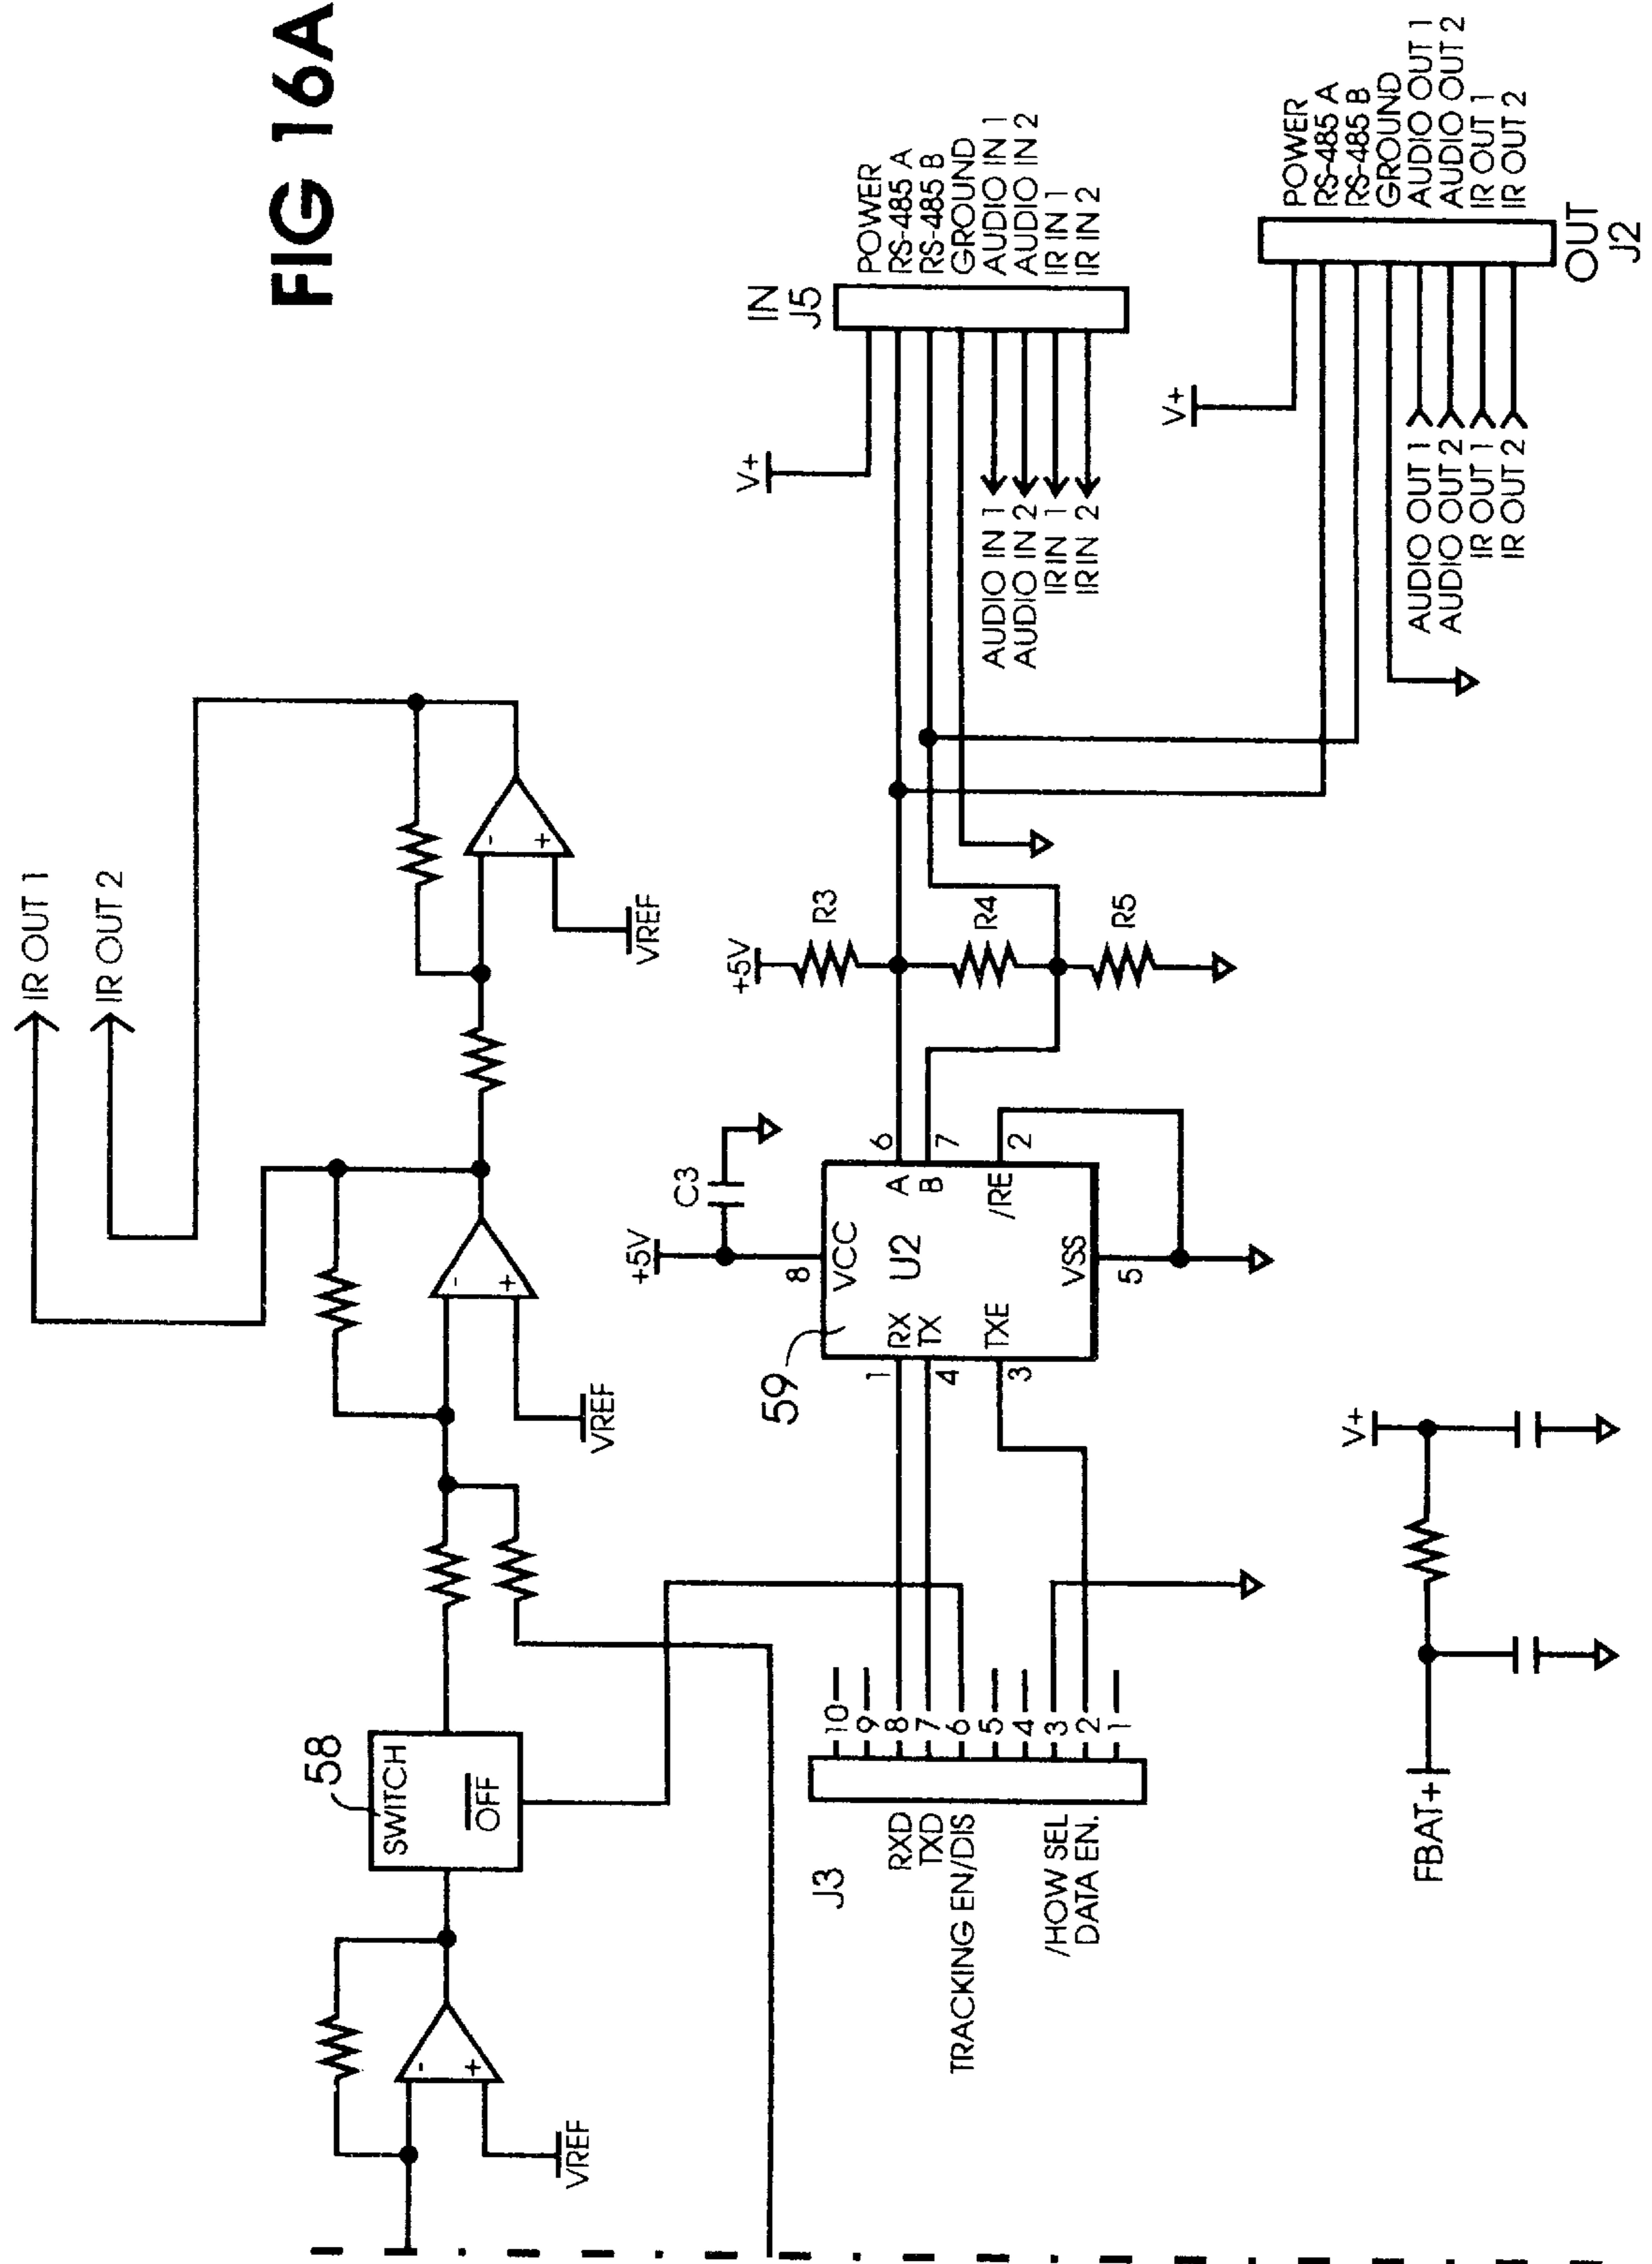 FIG 16A
IR OUT 1
IR OUT 2
58
SWITCH
OFF
-
+
VREF
-
+
VREF
-
+
VREF
J3
10
9
8
7
6
5
4
3
2
1
RXD
TXD
TRACKING EN/DIS
/HOW SEL
DATA EN.
59
+5V
C3
8
VCC
U2
RX
TX
TXE
1
4
3
A
B
/RE
6
7
2
VSS
5
+5V
R3
R4
R5
V+
IN
J5
POWER
RS-485 A
RS-485 B
GROUND
AUDIO IN 1
AUDIO IN 2
IR IN 1
IR IN 2
AUDIO IN 1
AUDIO IN 2
IR IN 1
IR IN 2
V+
POWER
RS-485 A
RS-485 B
GROUND
AUDIO OUT 1
AUDIO OUT 2
IR OUT 1
IR OUT 2
AUDIO OUT 1
AUDIO OUT 2
IR OUT 1
IR OUT 2
OUT
J2
FBAT+
V+